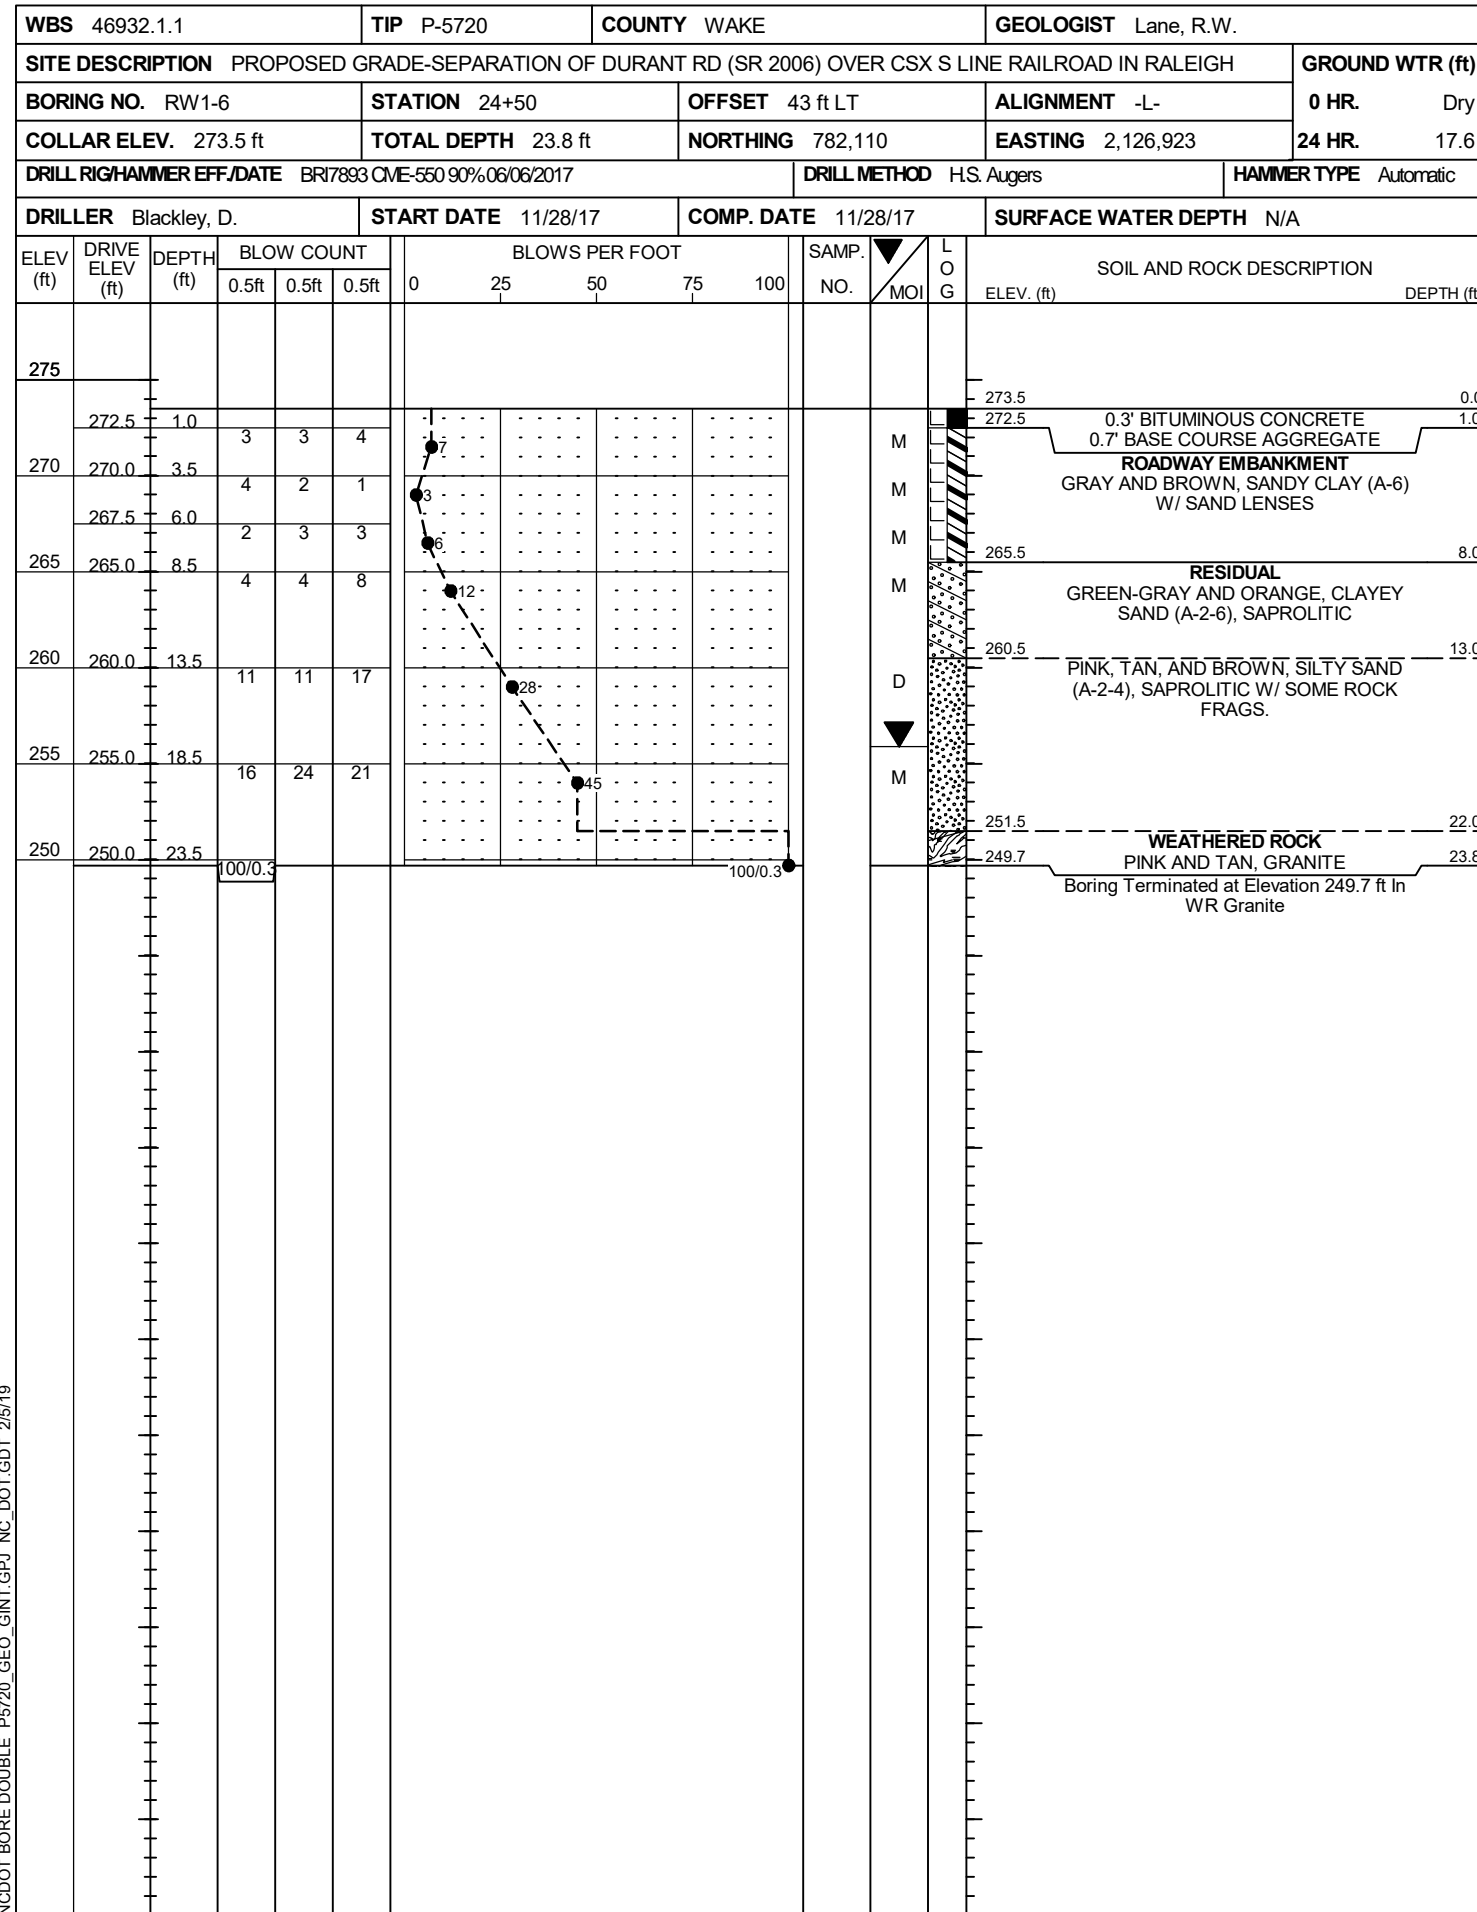 WBS 46932.1.1 TIP P-5720 COUNTY WAKE GEOLOGIST Lane, R.W.
SITE DESCRIPTION PROPOSED GRADE-SEPARATION OF DURANT RD (SR 2006) OVER CSX S LINE RAILROAD IN RALEIGH GROUND WTR (ft)
BORING NO. RW1-6 STATION 24+50 OFFSET 43 ft LT ALIGNMENT -L- 0 HR. Dry
COLLAR ELEV. 273.5 ft TOTAL DEPTH 23.8 ft NORTHING 782,110 EASTING 2,126,923 24 HR. 17.6
DRILL RIG/HAMMER EFF./DATE BRI7893 CME-550 90% 06/06/2017 DRILL METHOD H.S. Augers HAMMER TYPE Automatic
DRILLER Blackley, D. START DATE 11/28/17 COMP. DATE 11/28/17 SURFACE WATER DEPTH N/A
ELEV (ft) DRIVE ELEV (ft) DEPTH (ft) BLOW COUNT BLOWS PER FOOT SAMP. NO. MOI LOG SOIL AND ROCK DESCRIPTION
0.5ft 0.5ft 0.5ft 0 25 50 75 100 ELEV. (ft) DEPTH (ft
275
273.5 0.0
272.5 1.0 272.5 0.3' BITUMINOUS CONCRETE 1.0
3 3 4 7 M 0.7' BASE COURSE AGGREGATE
270 270.0 3.5 ROADWAY EMBANKMENT
4 2 1 3 M GRAY AND BROWN, SANDY CLAY (A-6)
W/ SAND LENSES
267.5 6.0
2 3 3 6 M
265 265.0 8.5 265.5 8.0
4 4 8 12 M RESIDUAL
GREEN-GRAY AND ORANGE, CLAYEY
SAND (A-2-6), SAPROLITIC
260 260.0 13.5 260.5 13.0
11 11 17 28 D PINK, TAN, AND BROWN, SILTY SAND
(A-2-4), SAPROLITIC W/ SOME ROCK
FRAGS.
255 255.0 18.5
16 24 21 45 M
251.5 22.0
WEATHERED ROCK
250 250.0 23.5 249.7 PINK AND TAN, GRANITE 23.8
100/0.3 100/0.3
Boring Terminated at Elevation 249.7 ft In
WR Granite
NCDOT BORE DOUBLE P5720_GEO_GINT.GPJ NC_DOT.GDT 2/5/19